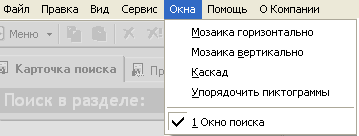 Файл Правка Вид Сервис Окна Помощь О Компании
Меню
Мозаика горизонтально
Мозаика вертикально
Каскад
Упорядочить пиктограммы
1 Окно поиска
Карточка поиска
Поиск в разделе: